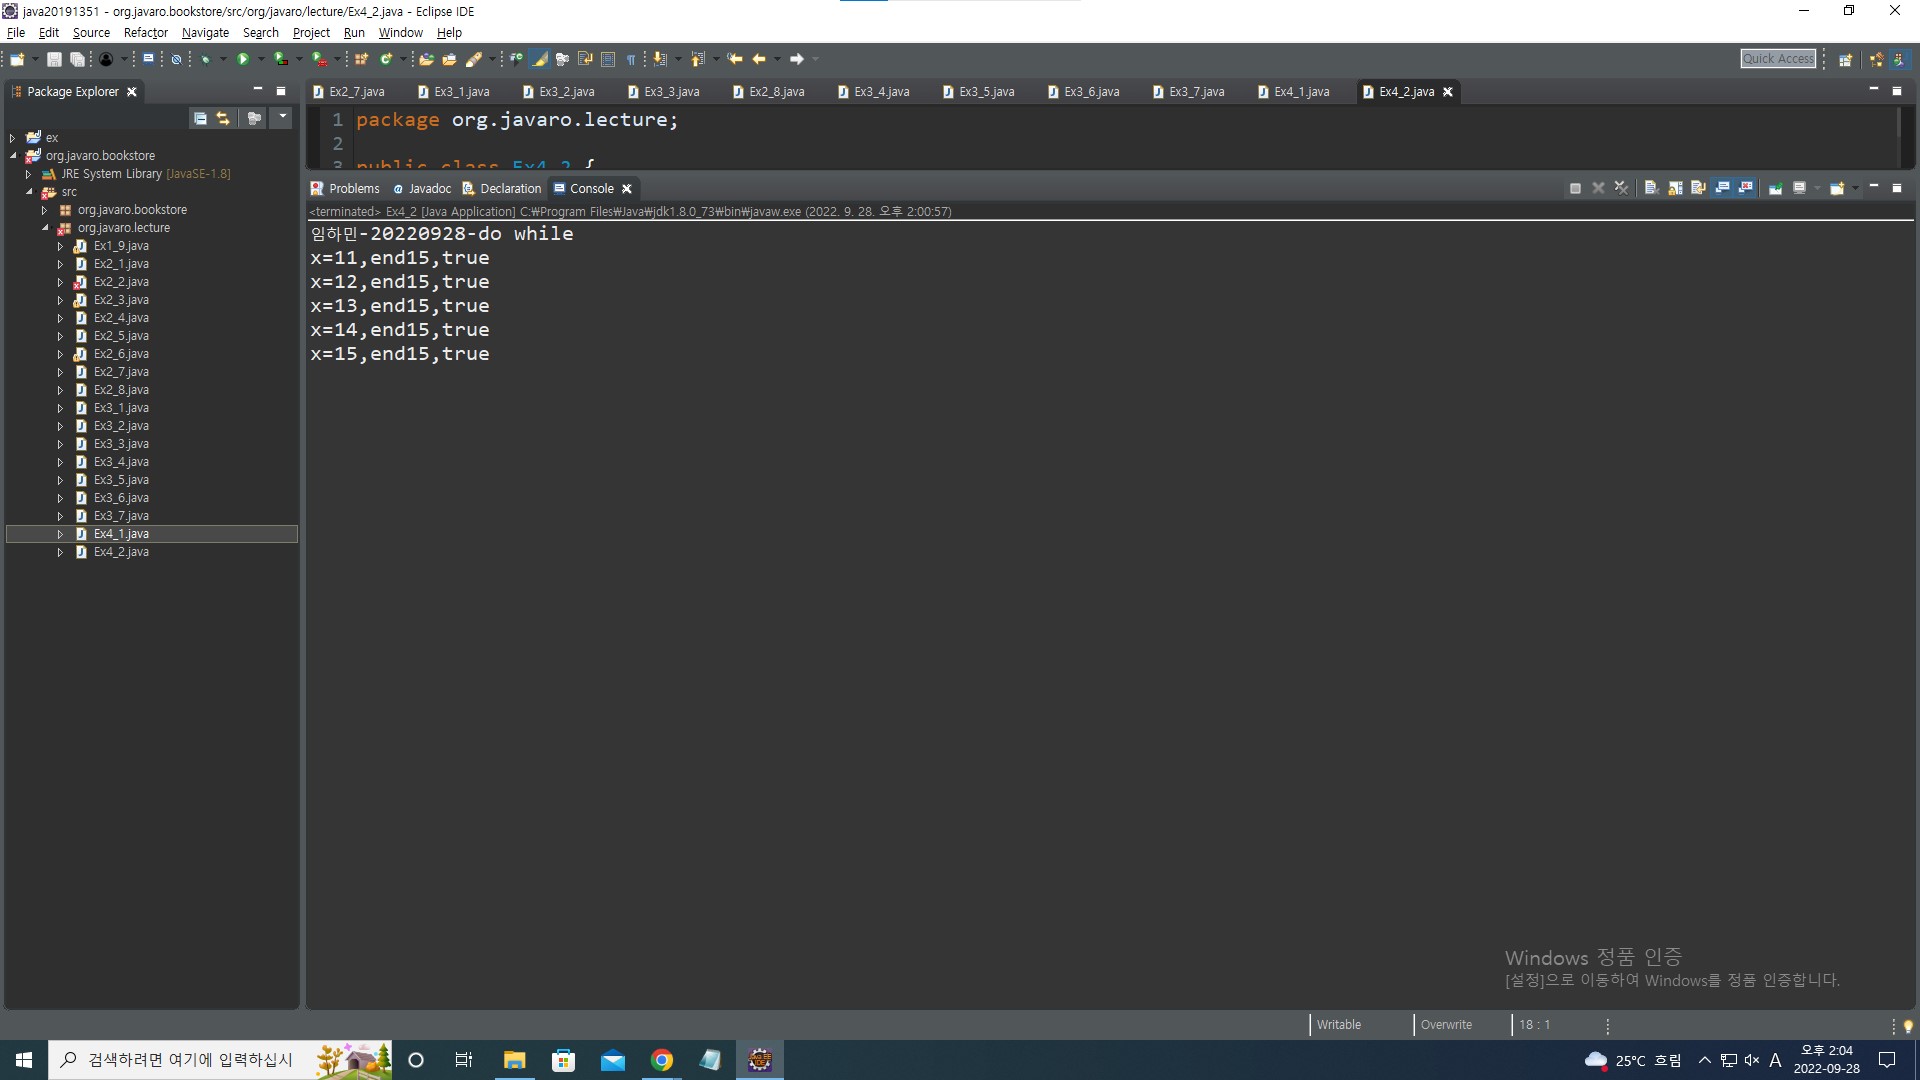 java20191351 - org.javaro.bookstore/src/org/javaro/lecture/Ex4_2.java - Eclipse IDE
File Edit Source Refactor Navigate Search Project Run Window Help
Quick Access
Package Explorer
Ex2_7.java Ex3_1.java Ex3_2.java Ex3_3.java Ex2_8.java Ex3_4.java Ex3_5.java Ex3_6.java Ex3_7.java Ex4_1.java Ex4_2.java
1 package org.javaro.lecture;
2
3 public class Ex4_2 {
ex
org.javaro.bookstore
JRE System Library [JavaSE-1.8]
src
org.javaro.bookstore
org.javaro.lecture
Ex1_9.java
Ex2_1.java
Ex2_2.java
Ex2_3.java
Ex2_4.java
Ex2_5.java
Ex2_6.java
Ex2_7.java
Ex2_8.java
Ex3_1.java
Ex3_2.java
Ex3_3.java
Ex3_4.java
Ex3_5.java
Ex3_6.java
Ex3_7.java
Ex4_1.java
Ex4_2.java
Problems Javadoc Declaration Console
<terminated> Ex4_2 [Java Application] C:₩Program Files₩Java₩jdk1.8.0_73₩bin₩javaw.exe (2022. 9. 28. 오후 2:00:57)
임하민-20220928-do while
x=11,end15,true
x=12,end15,true
x=13,end15,true
x=14,end15,true
x=15,end15,true
Windows 정품 인증
[설정]으로 이동하여 Windows를 정품 인증합니다.
Writable Overwrite 18 : 1
검색하려면 여기에 입력하십시
25°C 흐림 A 오후 2:04
2022-09-28